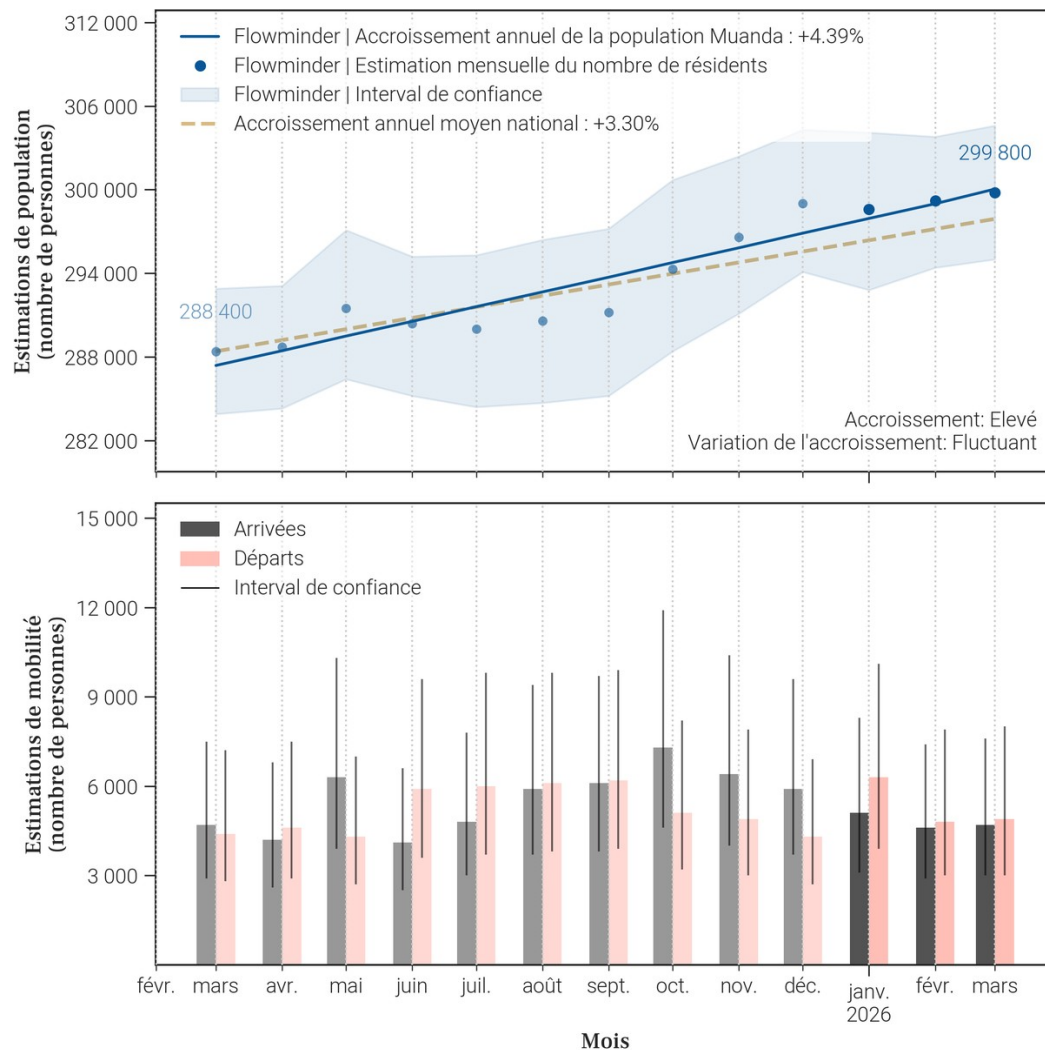 312 000
306 000
300 000
294 000
288 000
282 000
Estimations de population
(nombre de personnes)
Flowminder | Accroissement annuel de la population Muanda : +4.39%
Flowminder | Estimation mensuelle du nombre de résidents
Flowminder | Interval de confiance
Accroissement annuel moyen national : +3.30%
288 400
299 800
Accroissement: Elevé
Variation de l'accroissement: Fluctuant
15 000
12 000
9 000
6 000
3 000
Estimations de mobilité
(nombre de personnes)
Arrivées
Départs
Interval de confiance
févr. mars avr. mai juin juil. août sept. oct. nov. déc. janv. févr. mars
2026
Mois